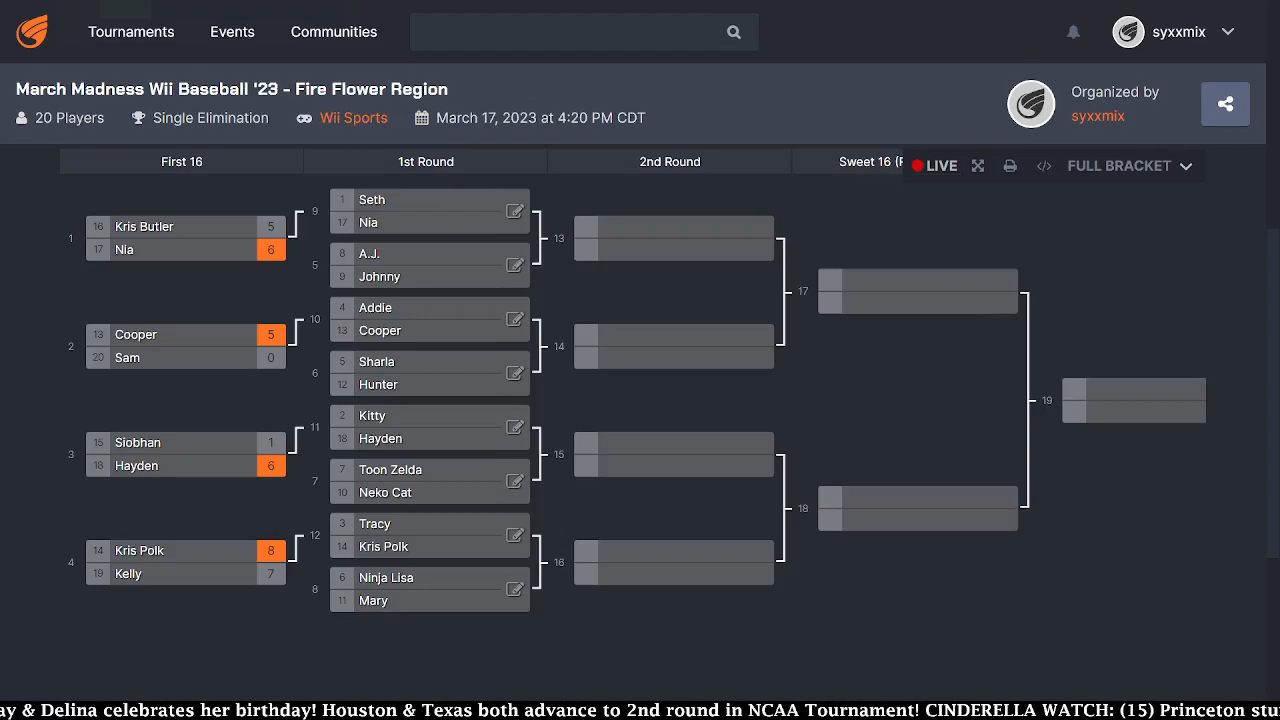 Tournaments Events Communities syxxmix
March Madness Wii Baseball '23 - Fire Flower Region
20 Players Single Elimination Wii Sports March 17, 2023 at 4:20 PM CDT
Organized by
syxxmix
First 16 1st Round 2nd Round Sweet 16 (
LIVE FULL BRACKET
1
16 Kris Butler 5
17 Nia 6
2
13 Cooper 5
20 Sam 0
3
15 Siobhan 1
18 Hayden 6
4
14 Kris Polk 8
19 Kelly 7
9
1 Seth
17 Nia
5
8 A.J.
9 Johnny
10
4 Addie
13 Cooper
6
5 Sharla
12 Hunter
11
2 Kitty
18 Hayden
7
7 Toon Zelda
10 Neko Cat
12
3 Tracy
14 Kris Polk
8
6 Ninja Lisa
11 Mary
13
14
15
16
17
18
19
ay & Delina celebrates her birthday! Houston & Texas both advance to 2nd round in NCAA Tournament! CINDERELLA WATCH: (15) Princeton stu